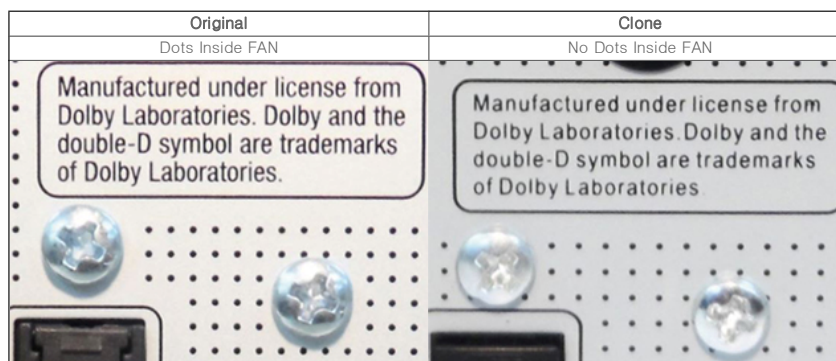 Original
Clone
Dots Inside FAN
No Dots Inside FAN
Manufactured under license from
Dolby Laboratories. Dolby and the
double-D symbol are trademarks
of Dolby Laboratories.
Manufactured under license from
Dolby Laboratories.Dolby and the
double-D symbol are trademarks
of Dolby Laboratories